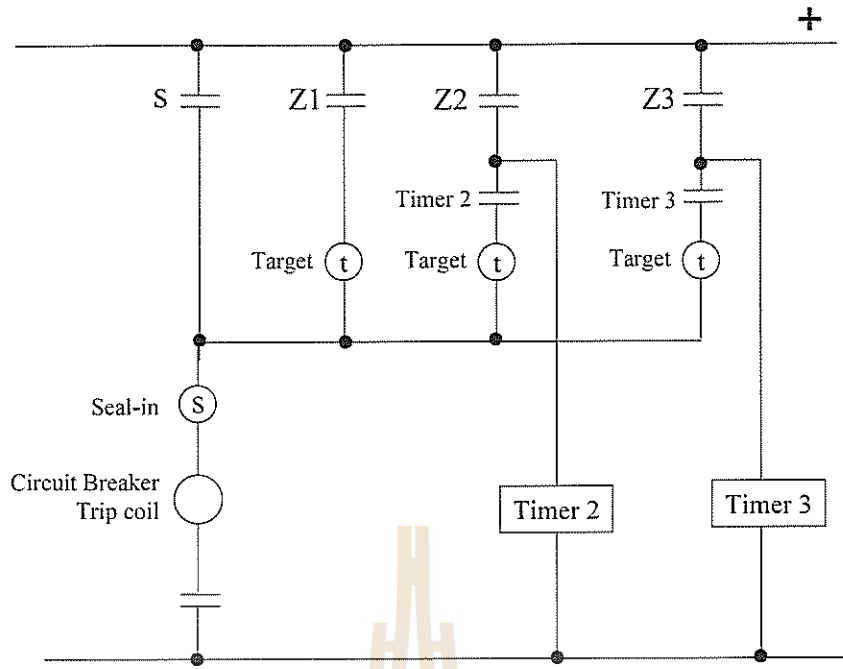 +
S
Z1
Z2
Z3
Timer 2
Timer 3
Target t
Target t
Target t
Seal-in S
Circuit Breaker
Trip coil
Timer 2
Timer 3